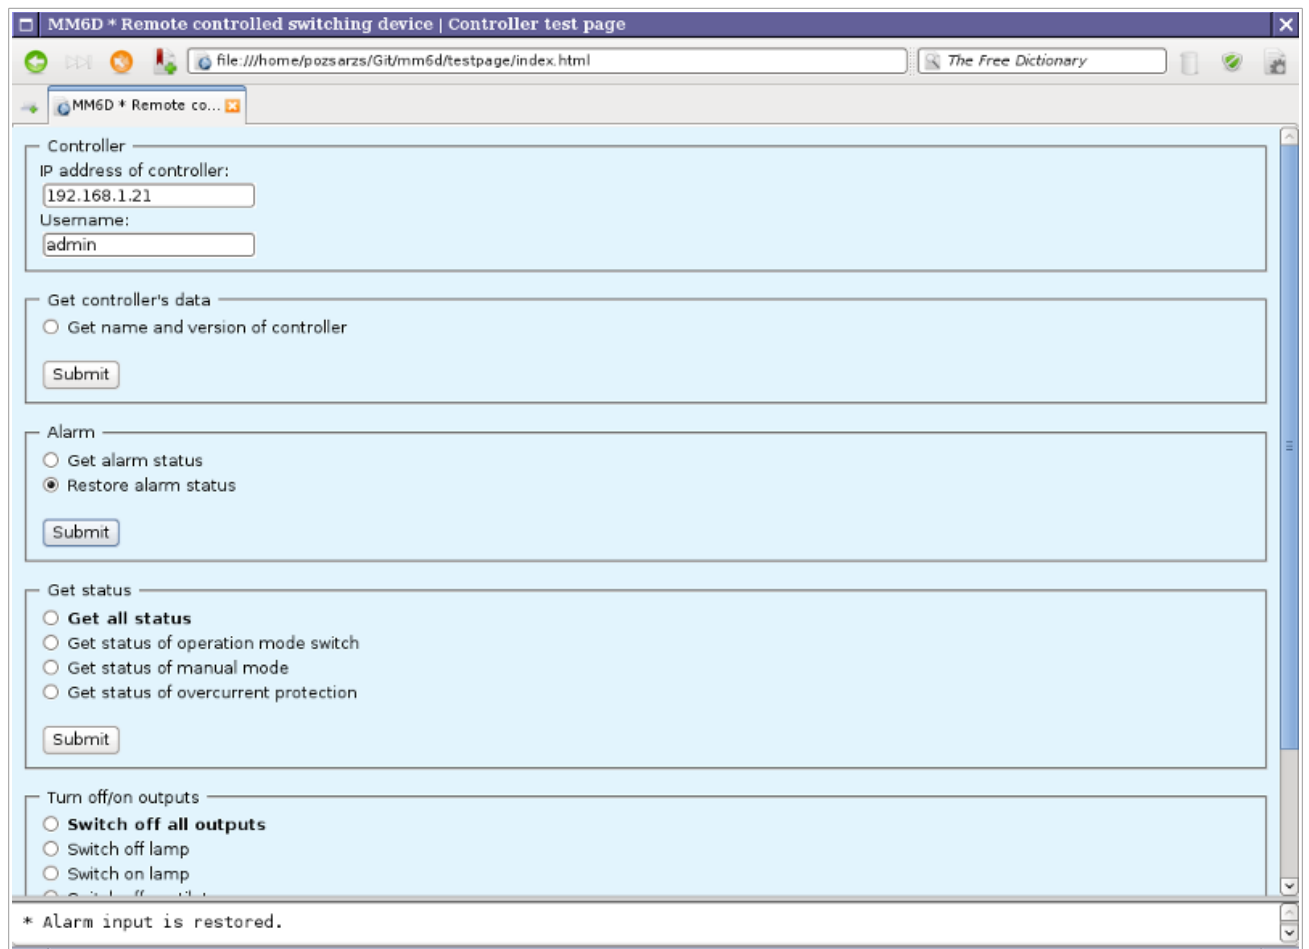 MM6D * Remote controlled switching device | Controller test page
file:///home/pozsarzs/Git/mm6d/testpage/index.html
The Free Dictionary
MM6D * Remote co...
Controller
IP address of controller:
192.168.1.21
Username:
admin
Get controller's data
Get name and version of controller
Submit
Alarm
Get alarm status
Restore alarm status
Submit
Get status
Get all status
Get status of operation mode switch
Get status of manual mode
Get status of overcurrent protection
Submit
Turn off/on outputs
Switch off all outputs
Switch off lamp
Switch on lamp
* Alarm input is restored.